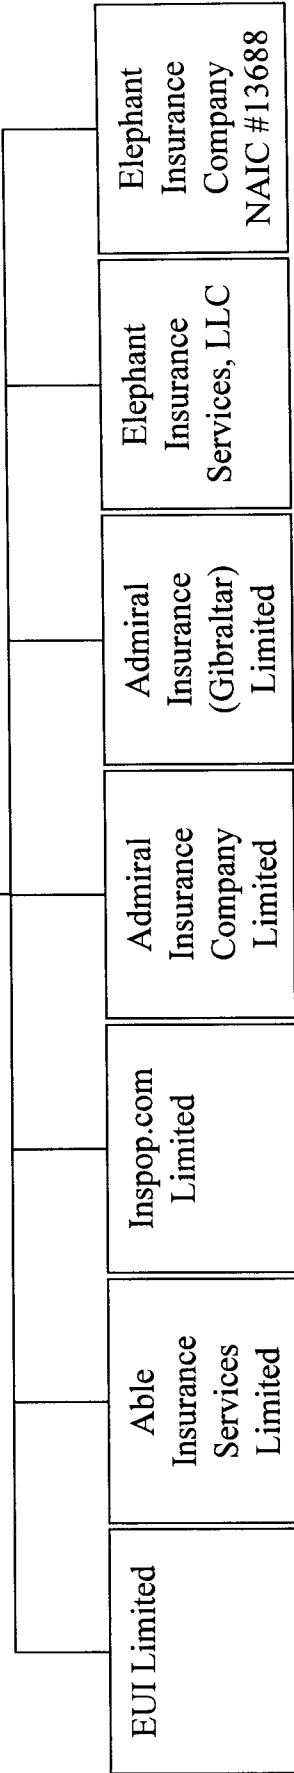 EUI Limited
Able
Insurance
Services
Limited
Inspop.com
Limited
Admiral
Insurance
Company
Limited
Admiral
Insurance
(Gibraltar)
Limited
Elephant
Insurance
Services, LLC
Elephant
Insurance
Company
NAIC #13688